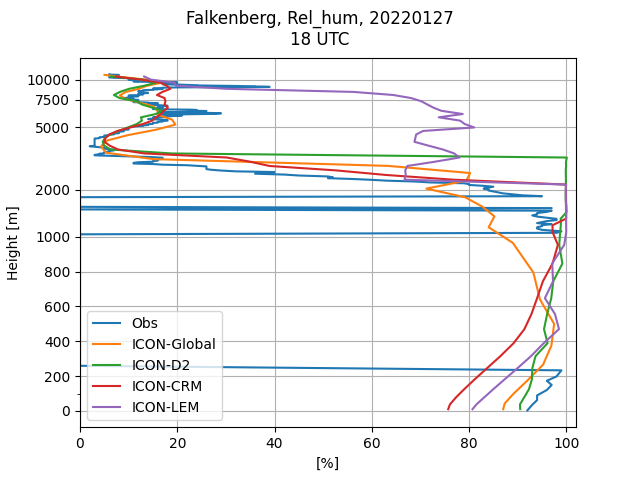 Falkenberg, Rel_hum, 20220127
18 UTC
Height [m]
10000
7500
5000
2000
1000
800
600
400
200
0
Obs
ICON-Global
ICON-D2
ICON-CRM
ICON-LEM
0 20 40 60 80 100
[%]